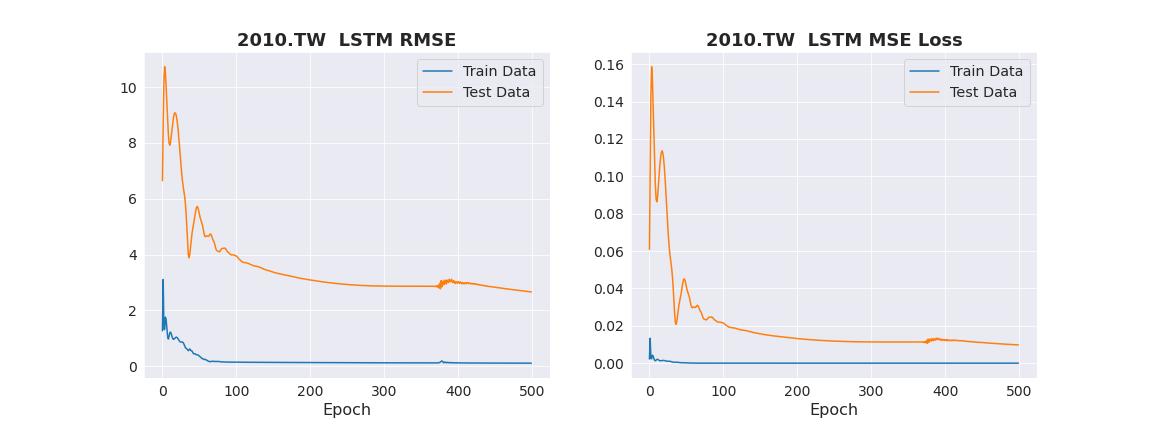 2010.TW  LSTM RMSE
Train Data
Test Data
10
8
6
4
2
0
0 100 200 300 400 500
Epoch
2010.TW  LSTM MSE Loss
Train Data
Test Data
0.16
0.14
0.12
0.10
0.08
0.06
0.04
0.02
0.00
0 100 200 300 400 500
Epoch